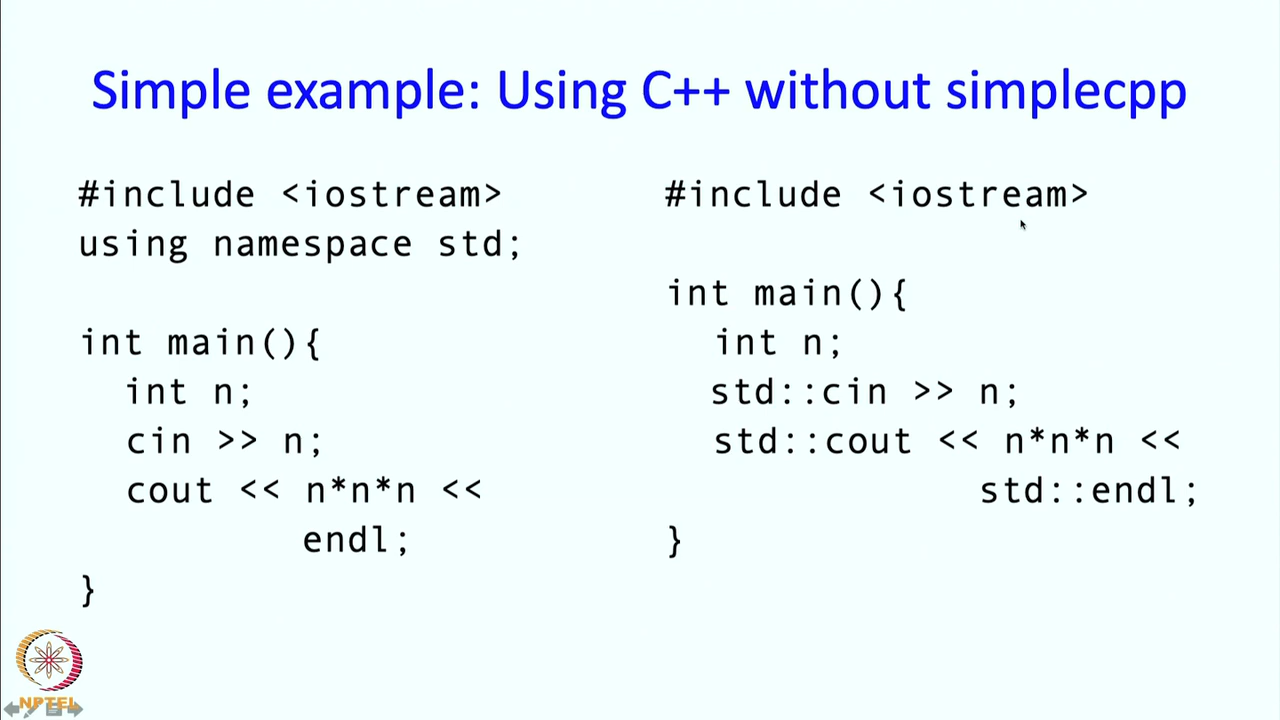 Simple example: Using C++ without simplecpp
#include <iostream>
using namespace std;
int main(){
int n;
cin >> n;
cout << n*n*n <<
endl;
}
#include <iostream>
int main(){
int n;
std::cin >> n;
std::cout << n*n*n <<
std::endl;
}
NPTEL